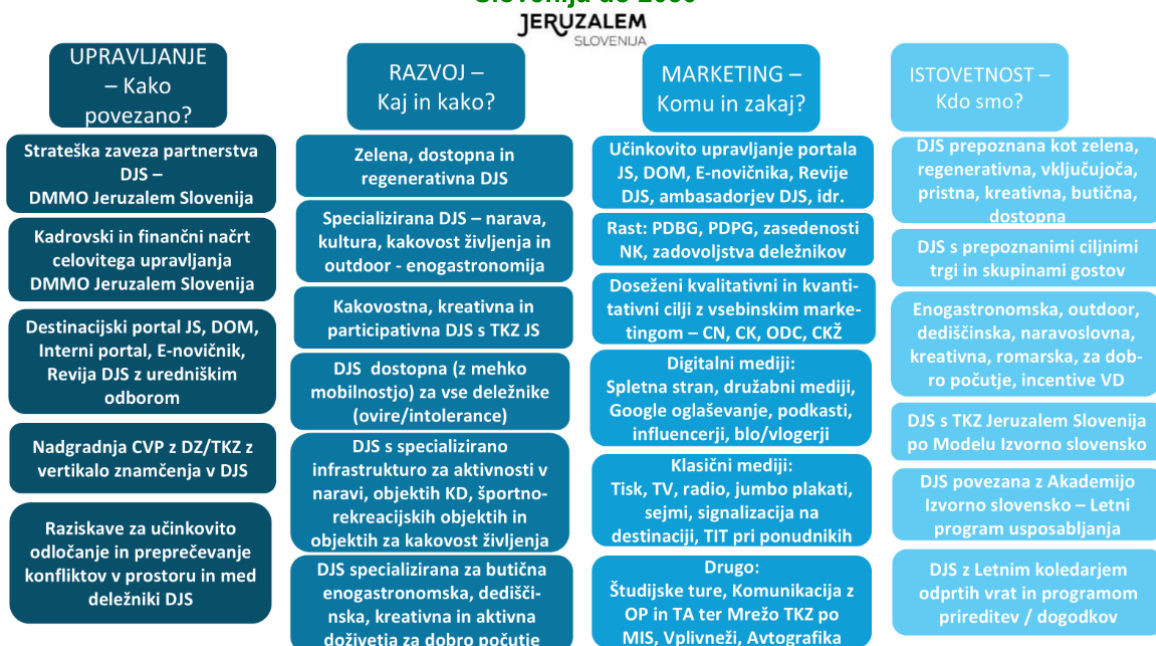 Slovenija do 2030
JERUZALEM
SLOVENIJA
UPRAVLJANJE
– Kako
povezano?
Strateška zaveza partnerstva
DJS –
DMMO Jeruzalem Slovenija
Kadrovski in finančni načrt
celovitega upravljanja
DMMO Jeruzalem Slovenija
Destinacijski portal JS, DOM,
Interni portal, E-novičnik,
Revija DJS z uredniškim
odborom
Nadgradnja CVP z DZ/TKZ z
vertikalo znamčenja v DJS
Raziskave za učinkovito
odločanje in preprečevanje
konfliktov v prostoru in med
deležniki DJS
RAZVOJ –
Kaj in kako?
Zelena, dostopna in
regenerativna DJS
Specializirana DJS – narava,
kultura, kakovost življenja in
outdoor - enogastronomija
Kakovostna, kreativna in
participativna DJS s TKZ JS
DJS  dostopna (z mehko
mobilnostjo) za vse deležnike
(ovire/intolerance)
DJS s specializirano
infrastrukturo za aktivnosti v
naravi, objektih KD, športno-
rekreacijskih objektih in
objektih za kakovost življenja
DJS specializirana za butična
enogastronomska, dedišči-
nska, kreativna in aktivna
doživetja za dobro počutje
MARKETING –
Komu in zakaj?
Učinkovito upravljanje portala
JS, DOM, E-novičnika, Revije
DJS, ambasadorjev DJS, idr.
Rast: PDBG, PDPG, zasedenosti
NK, zadovoljstva deležnikov
Doseženi kvalitativni in kvanti-
tativni cilji z vsebinskim marke-
tingom – CN, CK, ODC, CKŽ
Digitalni mediji:
Spletna stran, družabni mediji,
Google oglaševanje, podkasti,
influencerji, blo/vlogerji
Klasični mediji:
Tisk, TV, radio, jumbo plakati,
sejmi, signalizacija na
destinaciji, TIT pri ponudnikih
Drugo:
Študijske ture, Komunikacija z
OP in TA ter Mrežo TKZ po
MIS, Vplivneži, Avtografika
ISTOVETNOST –
Kdo smo?
DJS prepoznana kot zelena,
regenerativna, vključujoča,
pristna, kreativna, butična,
dostopna
DJS s prepoznanimi ciljnimi
trgi in skupinami gostov
Enogastronomska, outdoor,
dediščinska, naravoslovna,
kreativna, romarska, za dob-
ro počutje, incentive VD
DJS s TKZ Jeruzalem Slovenija
po Modelu Izvorno slovensko
DJS povezana z Akademijo
Izvorno slovensko – Letni
program usposabljanja
DJS z Letnim koledarjem
odprtih vrat in programom
prireditev / dogodkov